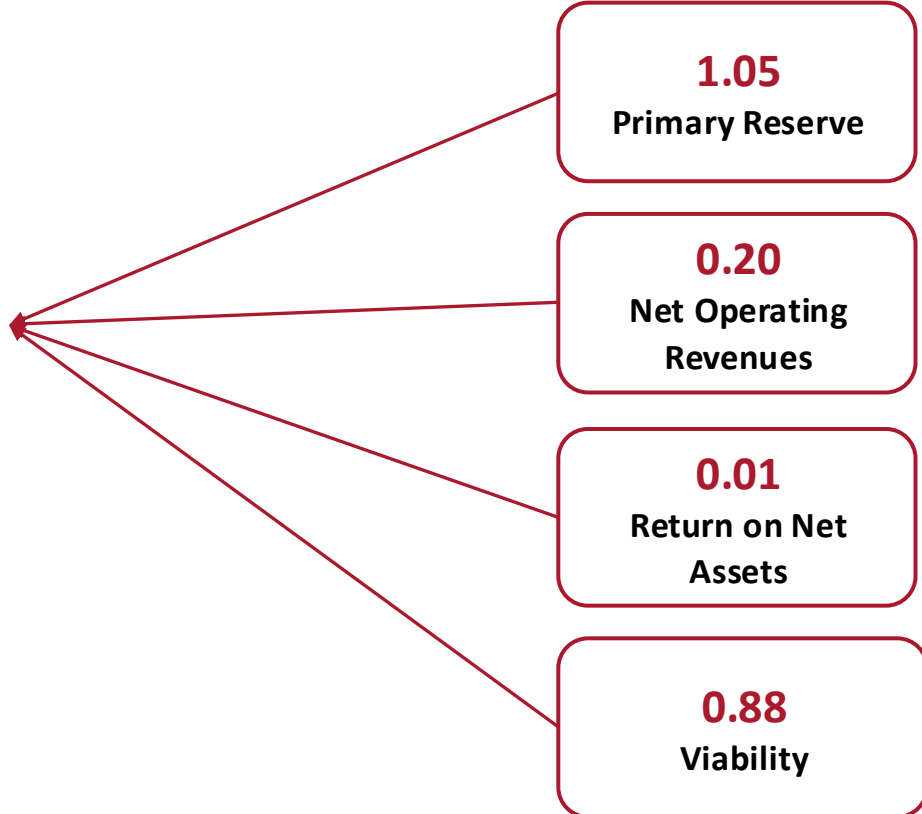 1.05
Primary Reserve
0.20
Net Operating
Revenues
0.01
Return on Net
Assets
0.88
Viability